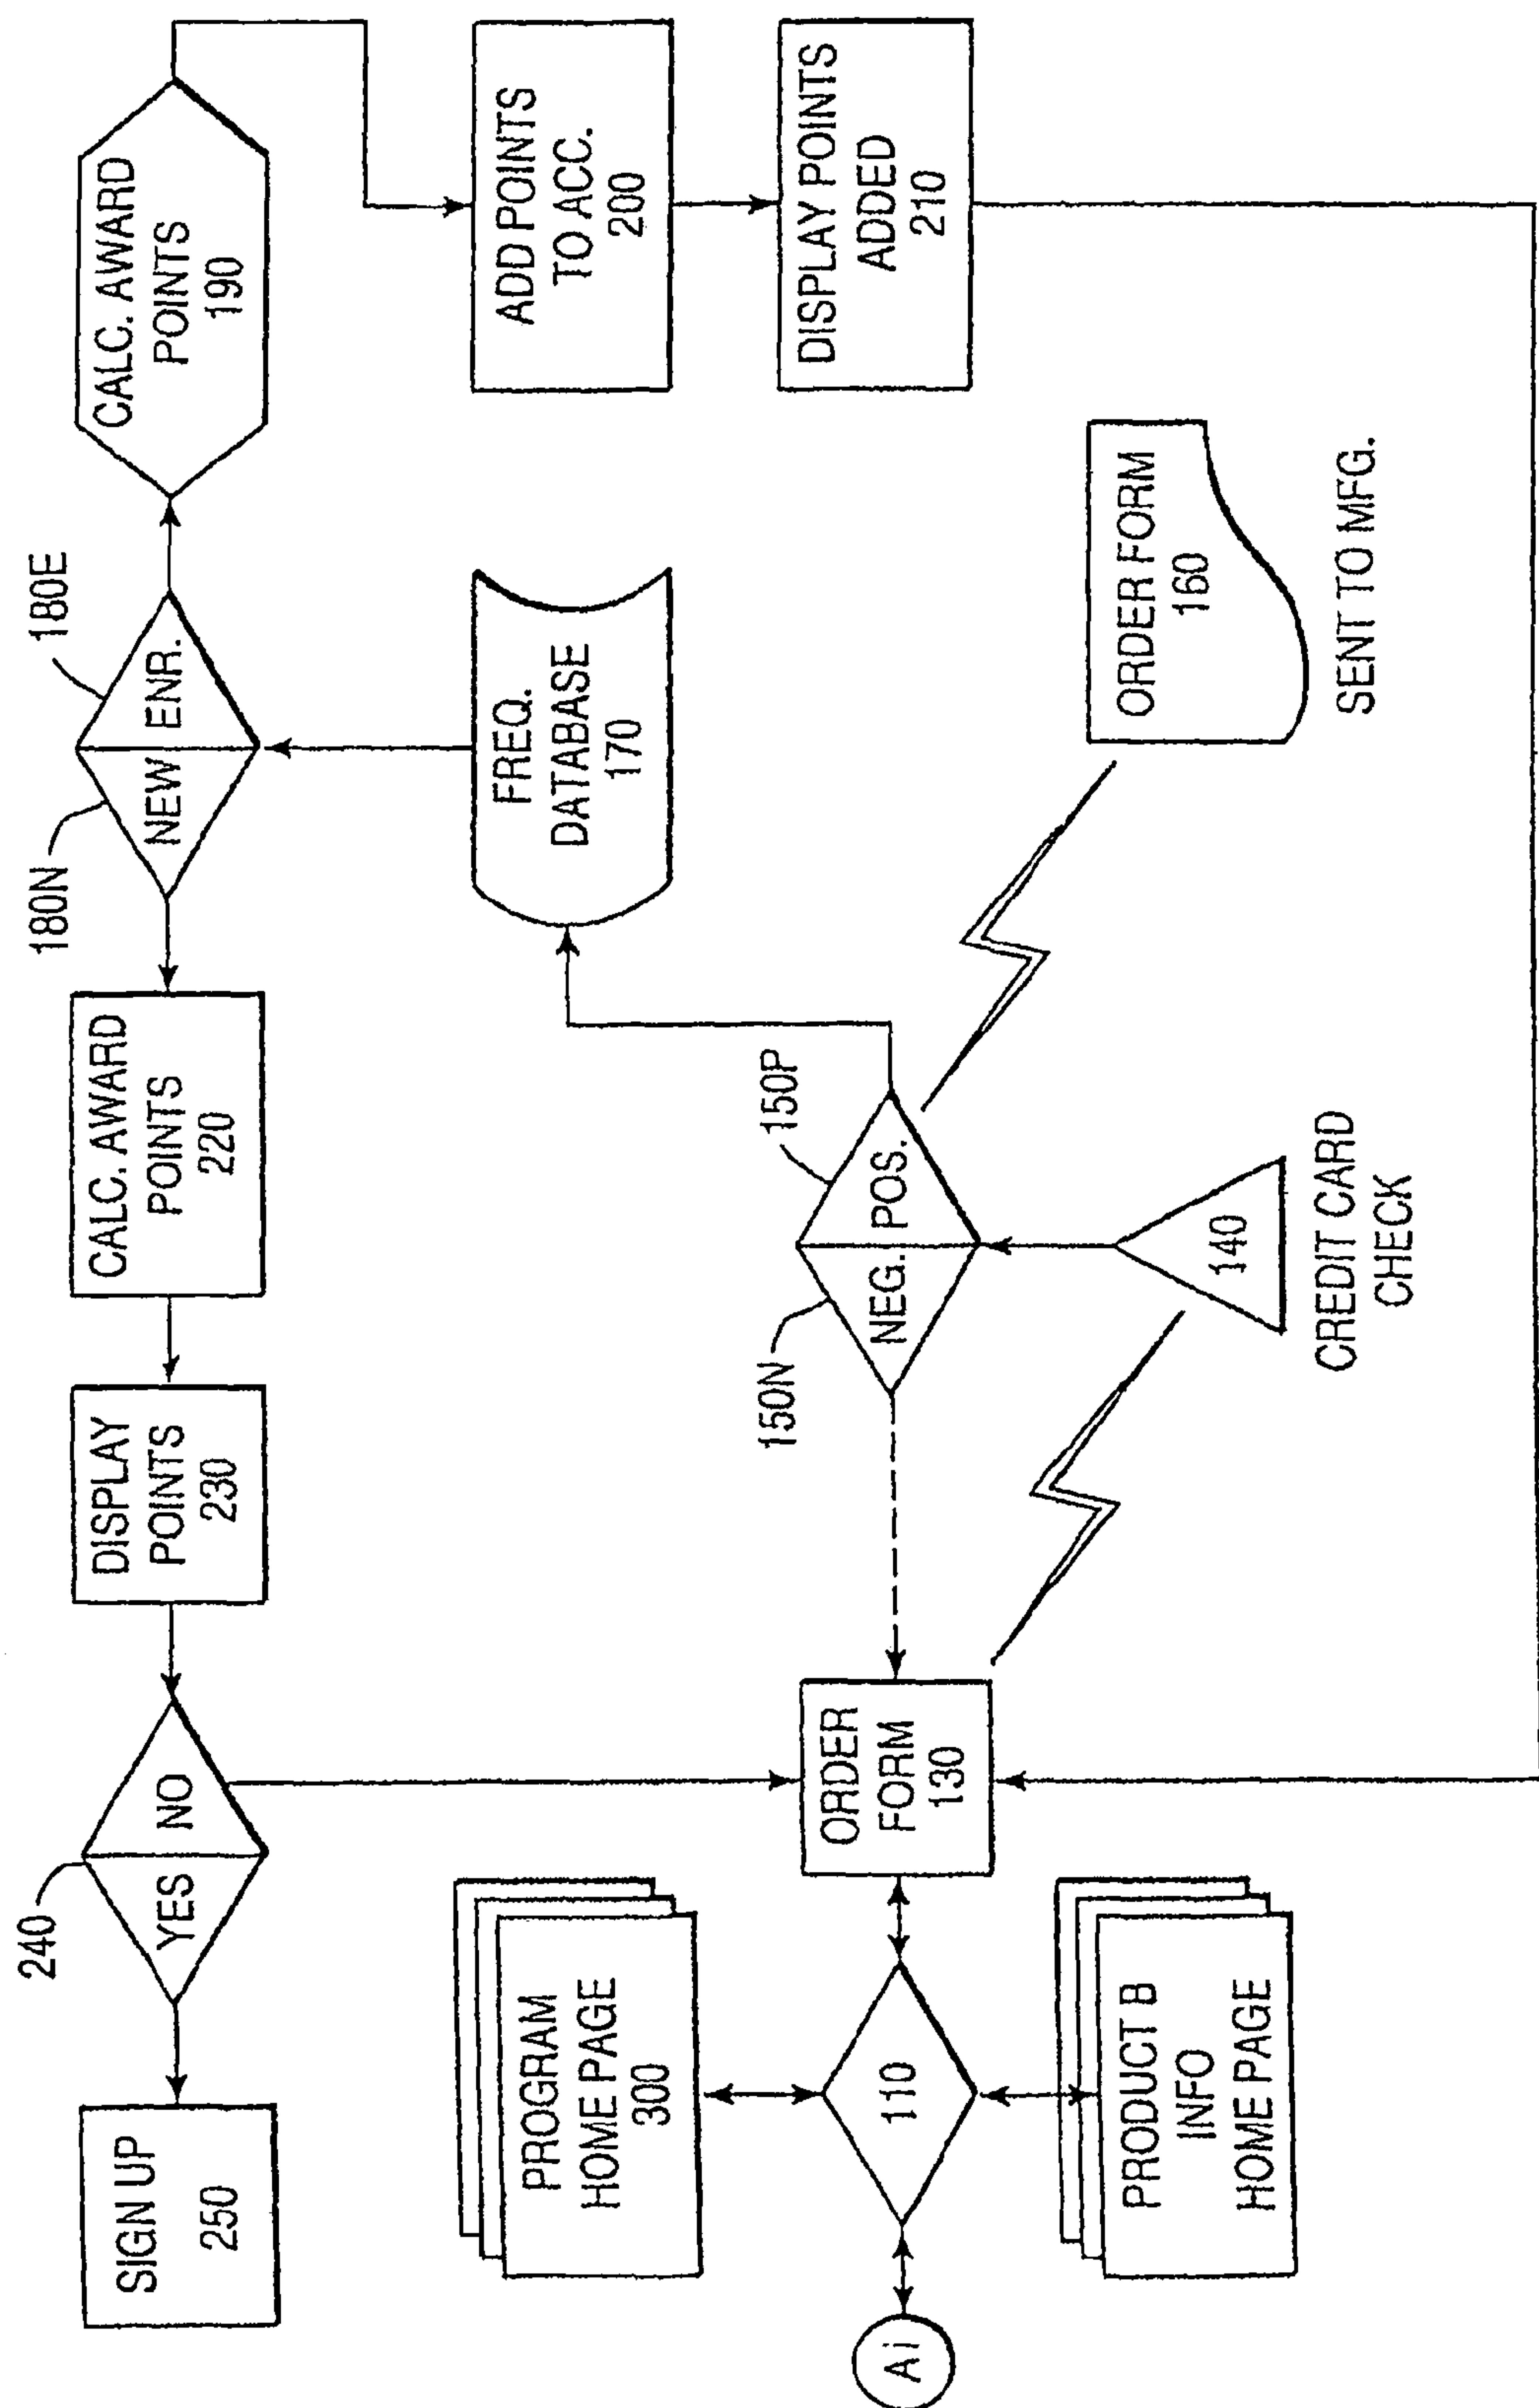 240
YES
NO
SIGN UP
250
DISPLAY
POINTS
230
CALC. AWARD
POINTS
220
180N
180E
NEW
ENR.
CALC. AWARD
POINTS
190
PROGRAM
HOME PAGE
300
FREQ.
DATABASE
170
ADD POINTS
TO ACC.
200
Ai
110
ORDER
FORM
130
150N
150P
NEG.
POS.
DISPLAY POINTS
ADDED
210
PRODUCT B
INFO
HOME PAGE
140
CREDIT CARD
CHECK
ORDER FORM
160
SENT TO MFG.